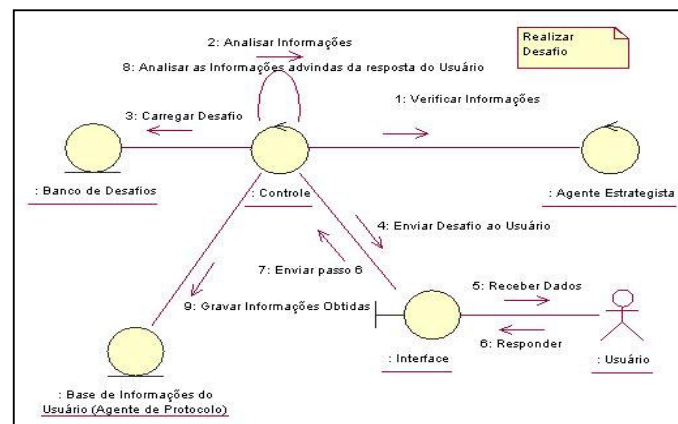 2: Analisar Informações
Realizar
Desafio
8: Analisar as Informações advindas da resposta do Usuário
1: Verificar Informações
3: Carregar Desafio
: Banco de Desafios
: Controle
: Agente Estrategista
4: Enviar Desafio ao Usuário
7: Enviar passo 6
5: Receber Dados
9: Gravar Informações Obtidas
6: Responder
: Interface
: Usuário
: Base de Informações do
Usuário (Agente de Protocolo)